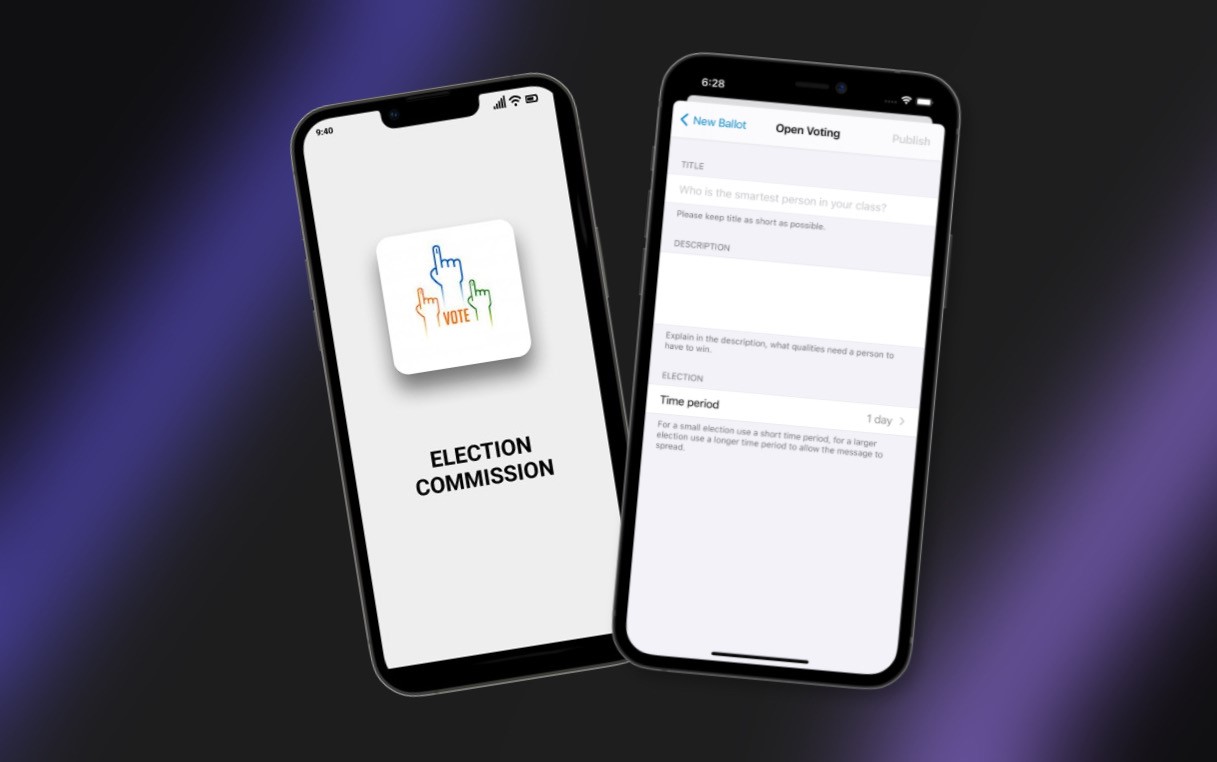 9:40
VOTE
ELECTION
COMMISSION
6:28
New Ballot
Open Voting
Publish
TITLE
Who is the smartest person in your class?
Please keep title as short as possible.
DESCRIPTION
Explain in the description, what qualities need a person to
have to win.
ELECTION
Time period
1 day
For a small election use a short time period, for a larger
election use a longer time period to allow the message to
spread.